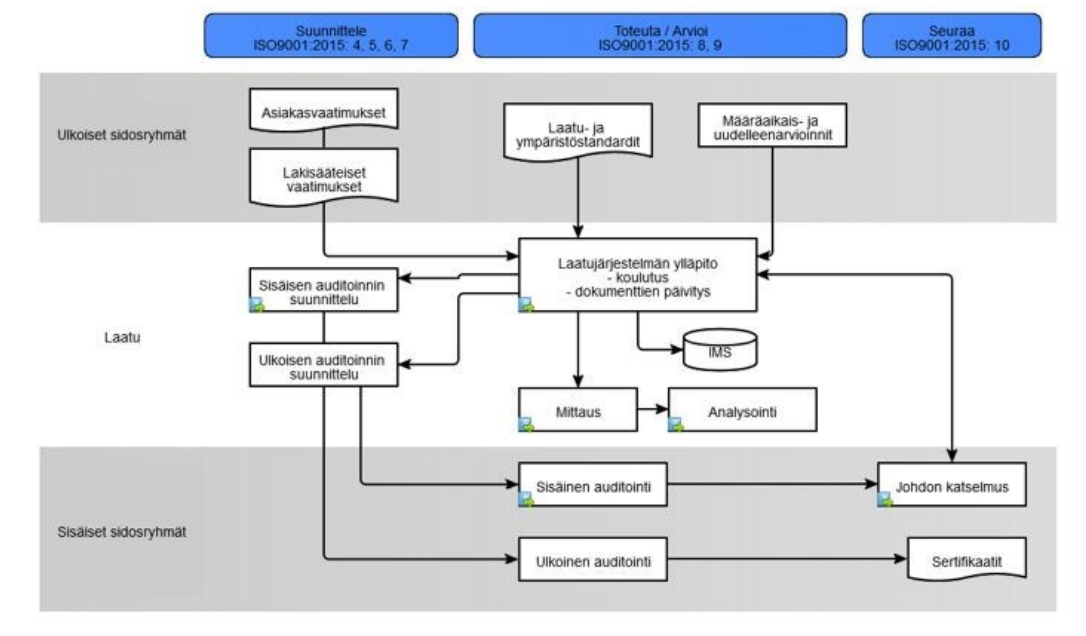 Suunnittele
ISO9001:2015: 4, 5, 6, 7
Toteuta / Arvioi
ISO9001:2015: 8, 9
Seuraa
ISO9001:2015: 10
Ulkoiset sidosryhmät
Asiakasvaatimukset
Lakisääteiset
vaatimukset
Laatu- ja
ympäristöstandardit
Määräaikais- ja
uudelleenarvioinnit
Laatu
Laatujärjestelmän ylläpito
- koulutus
- dokumenttien päivitys
Sisäisen auditoinnin
suunnittelu
Ulkoisen auditoinnin
suunnittelu
IMS
Mittaus
Analysointi
Sisäiset sidosryhmät
Sisäinen auditointi
Johdon katselmus
Ulkoinen auditointi
Sertifikaatit